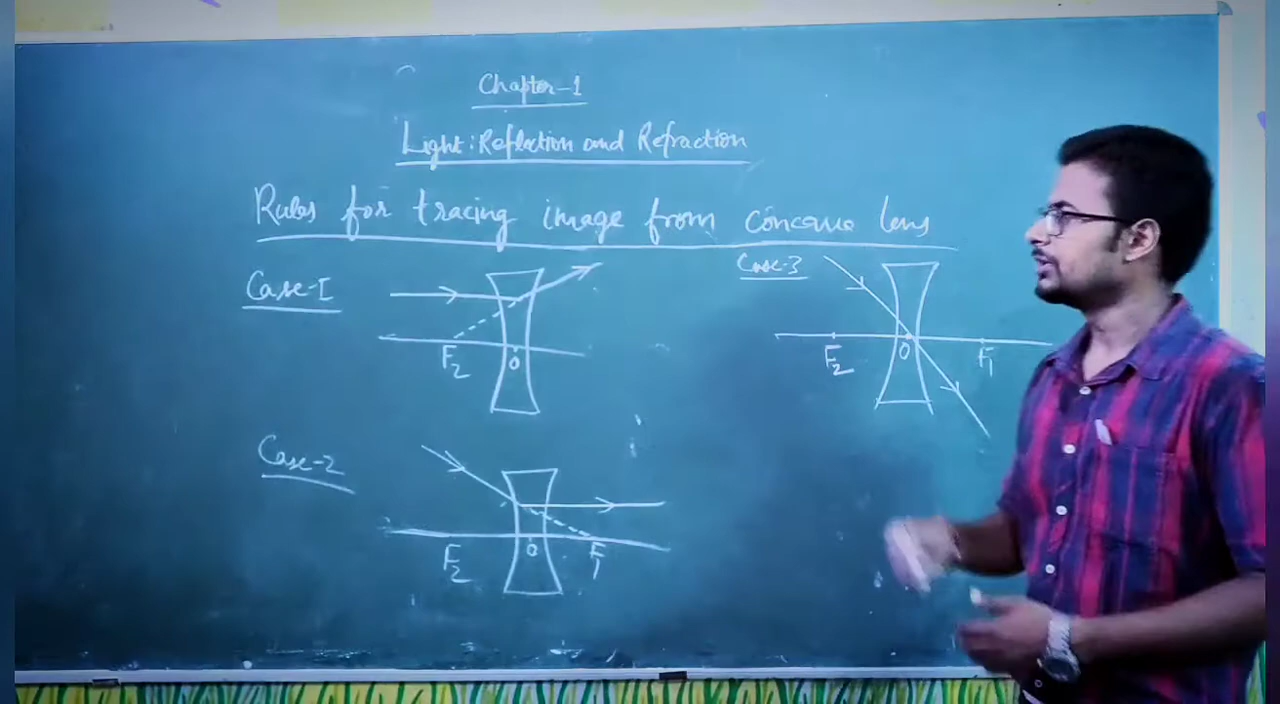 Chapter-1
Light: Reflection and Refraction
Rules for tracing image from concave lens
Case-I
F2 O
Case-2
F2 O F1
Case-3
F2 O F1